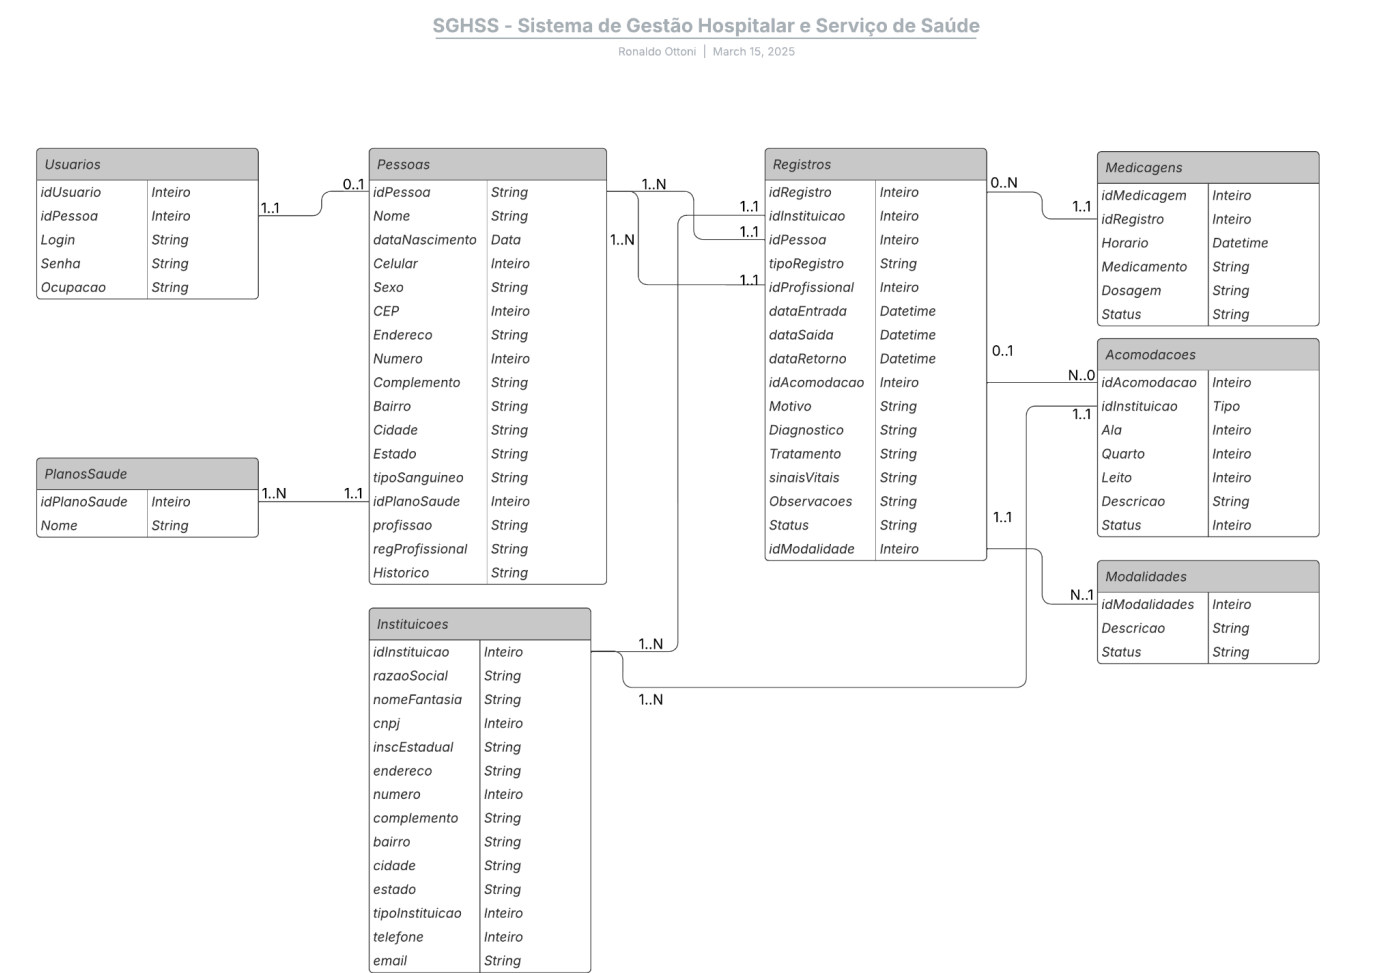 SGHSS - Sistema de Gestão Hospitalar e Serviço de Saúde
Ronaldo Ottoni | March 15, 2025
Usuarios
idUsuario Inteiro
idPessoa Inteiro
Login String
Senha String
Ocupacao String
1..1
0..1
Pessoas
idPessoa String
Nome String
dataNascimento Data
Celular Inteiro
Sexo String
CEP Inteiro
Endereco String
Numero Inteiro
Complemento String
Bairro String
Cidade String
Estado String
tipoSanguineo String
idPlanoSaude Inteiro
profissao String
regProfissional String
Historico String
PlanosSaude
idPlanoSaude Inteiro
Nome String
1..N
1..1
1..N
1..N
1..1
1..1
1..1
Registros
idRegistro Inteiro
idInstituicao Inteiro
idPessoa Inteiro
tipoRegistro String
idProfissional Inteiro
dataEntrada Datetime
dataSaida Datetime
dataRetorno Datetime
idAcomodacao Inteiro
Motivo String
Diagnostico String
Tratamento String
sinaisVitais String
Observacoes String
Status String
idModalidade Inteiro
0..N
1..1
0..1
N..0
1..1
1..1
N..1
Medicagens
idMedicagem Inteiro
idRegistro Inteiro
Horario Datetime
Medicamento String
Dosagem String
Status String
Acomodacoes
idAcomodacao Inteiro
idInstituicao Tipo
Ala Inteiro
Quarto Inteiro
Leito Inteiro
Descricao String
Status Inteiro
Modalidades
idModalidades Inteiro
Descricao String
Status String
Instituicoes
idInstituicao Inteiro
razaoSocial String
nomeFantasia String
cnpj Inteiro
inscEstadual String
endereco String
numero Inteiro
complemento String
bairro String
cidade String
estado String
tipoInstituicao Inteiro
telefone Inteiro
email String
1..N
1..N